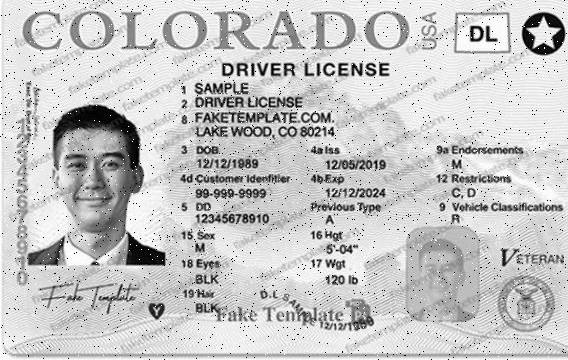 COLORADO
USA
DL
DRIVER LICENSE
1 SAMPLE
2 DRIVER LICENSE
8 FAKETEMPLATE.COM.
LAKE WOOD, CO 80214
3 DOB 4a Iss 9a Endorsements
12/12/1989 12/05/2019 M
4d Customer Identifier 4b Exp 12 Restrictions
99-999-9999 12/12/2024 C, D
5 DD Previous Type 9 Vehicle Classifications
12345678910 A R
15 Sex 16 Hgt
M 5'-04"
18 Eyes 17 Wgt VETERAN
BLK 120 lb
19 Hair D.L SAMPLE
BLK Fake Template
12/12/1989
Fake Template